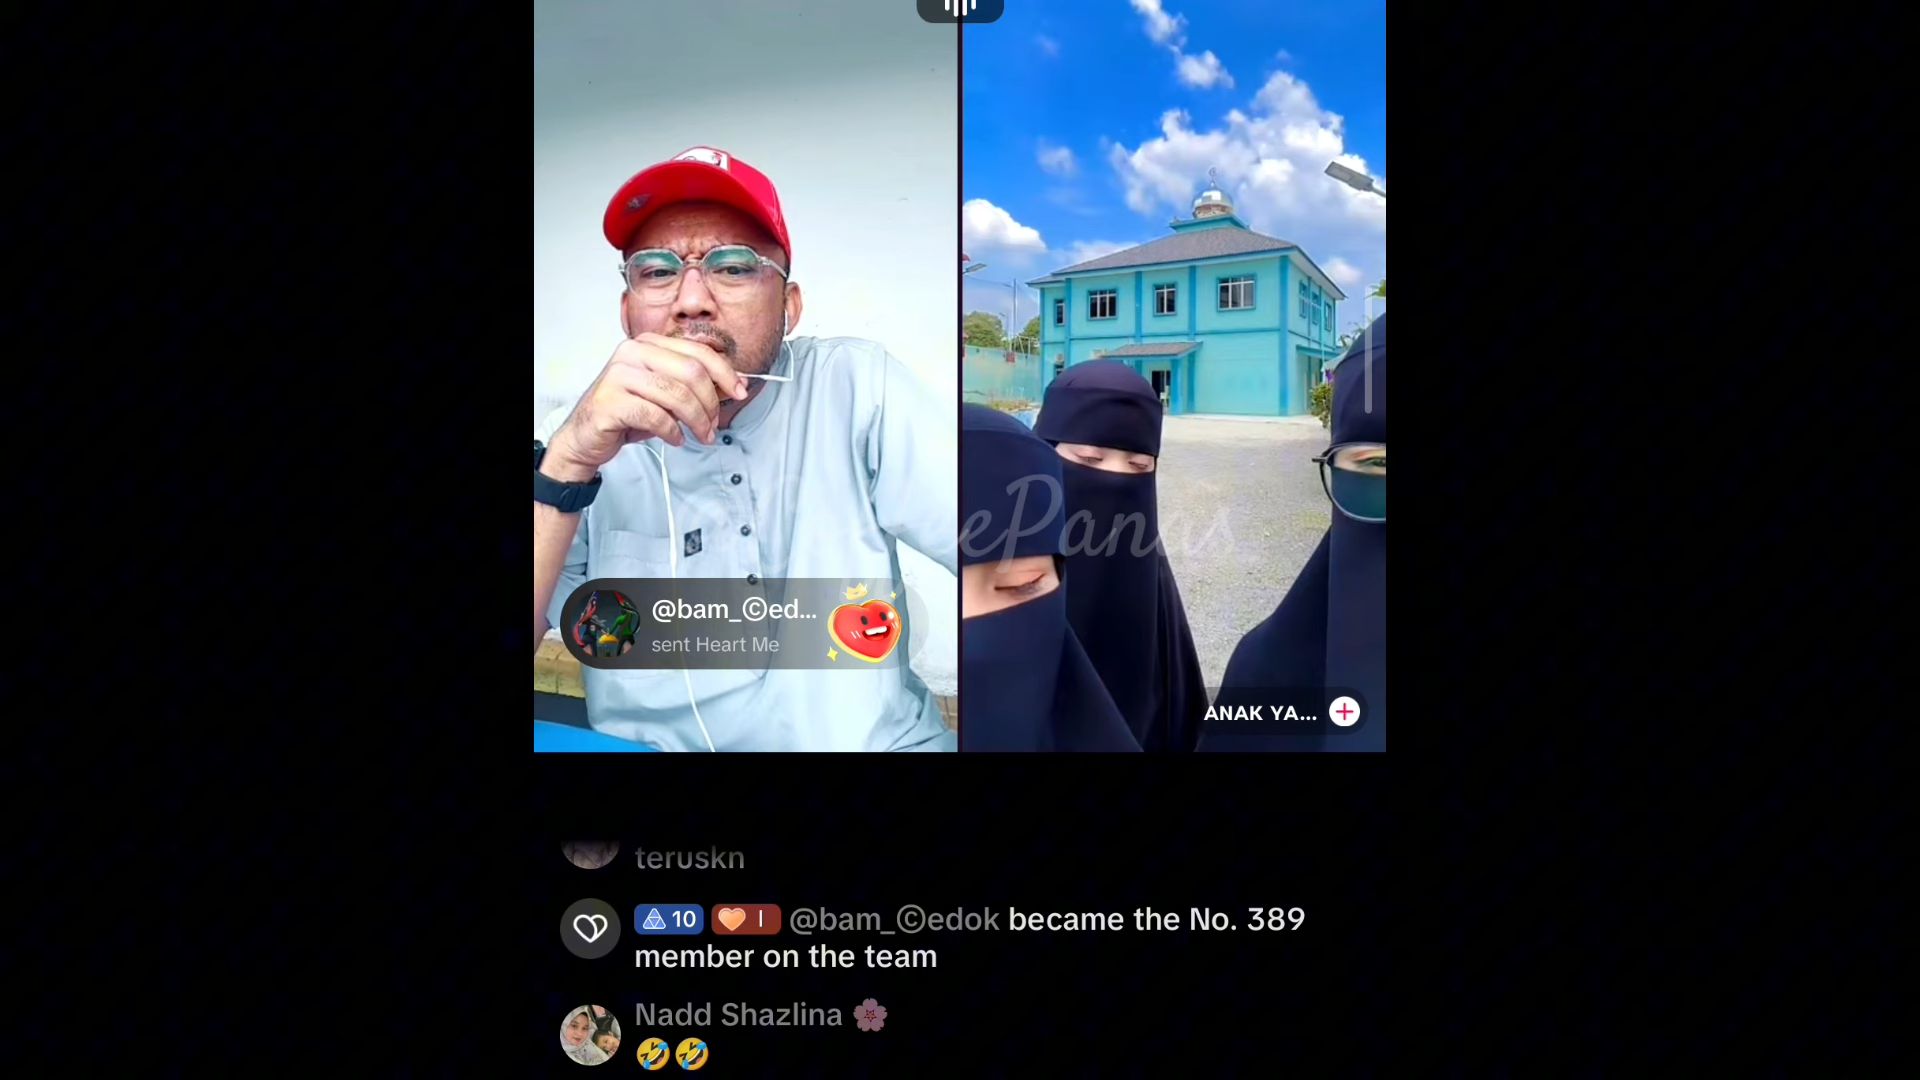 @bam_©ed...
sent Heart Me
ANAK YA...
teruskn
10 I @bam_©edok became the No. 389
member on the team
Nadd Shazlina 🌸
🤣🤣